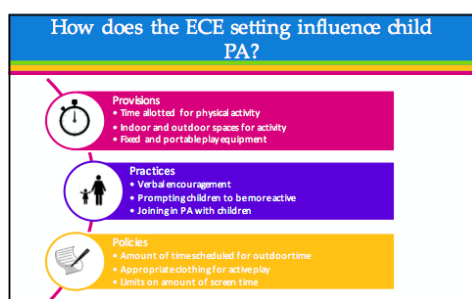 How does the ECE setting influence child
PA?
Provisions
• Time allotted for physical activity
• Indoor and outdoor spaces for activity
• Fixed and portable play equipment
Practices
• Verbal encouragement
• Prompting children to be more active
• Joining in PA with children
Policies
• Amount of time scheduled for outdoor time
• Appropriate clothing for active play
• Limits on amount of screen time